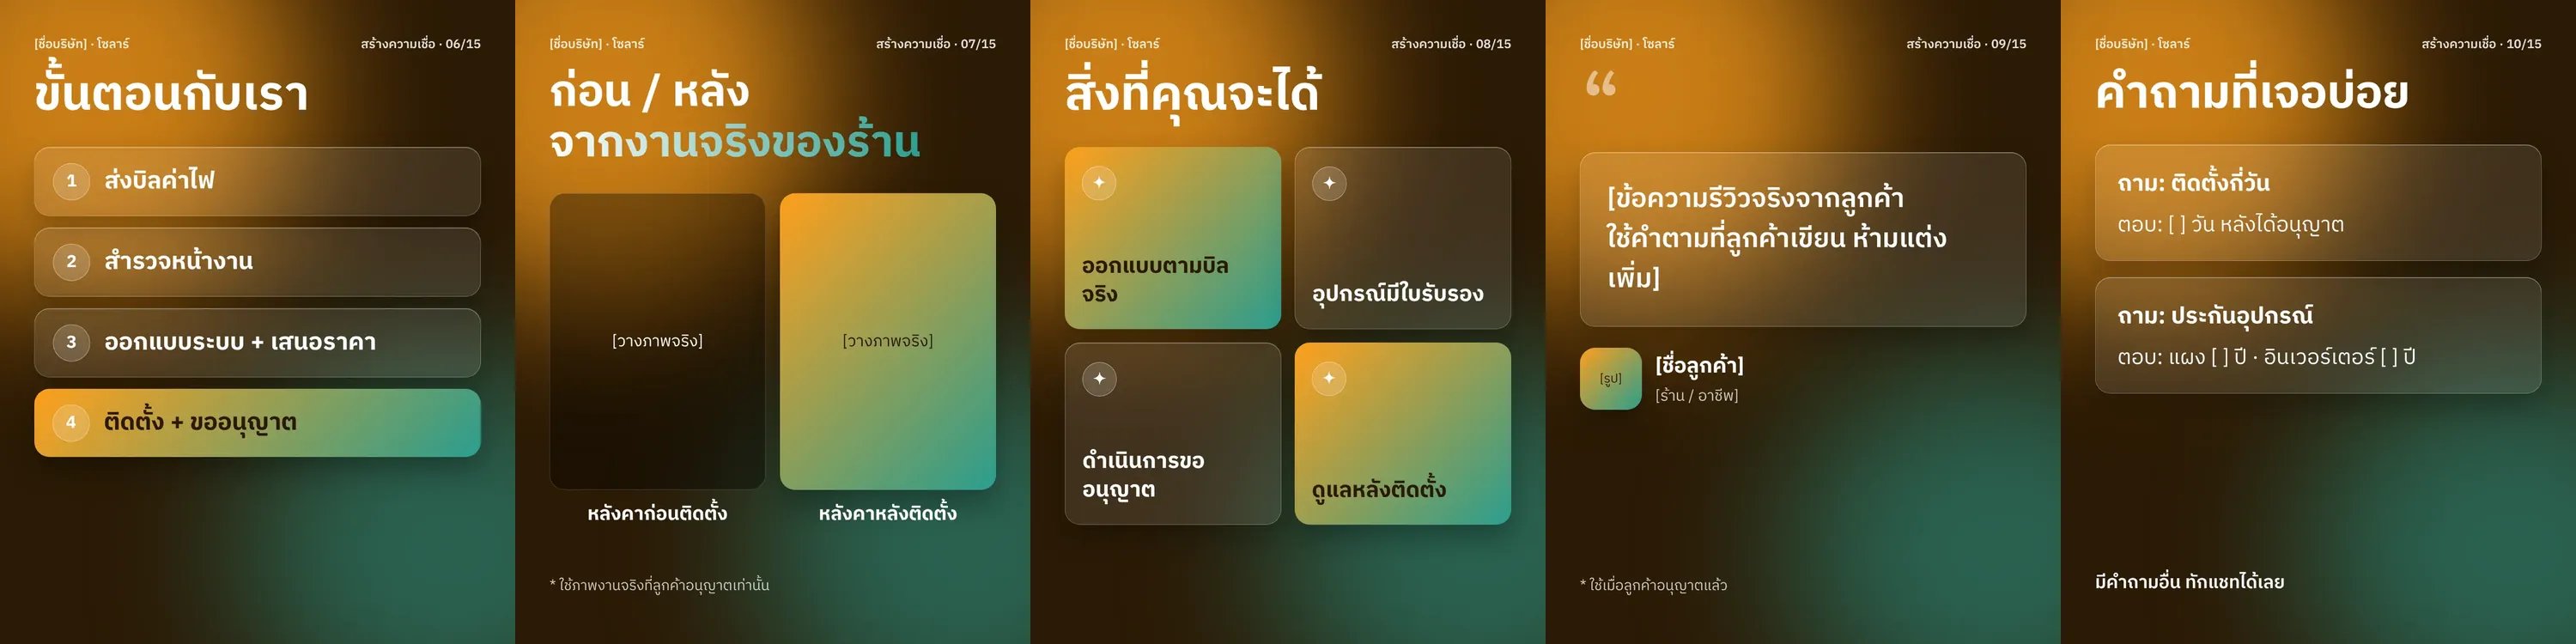 [ชื่อบริษัท] · โซลาร์
สร้างความเชื่อ · 06/15
ขั้นตอนกับเรา
1 ส่งบิลค่าไฟ
2 สำรวจหน้างาน
3 ออกแบบระบบ + เสนอราคา
4 ติดตั้ง + ขออนุญาต
[ชื่อบริษัท] · โซลาร์
สร้างความเชื่อ · 07/15
ก่อน / หลัง
จากงานจริงของร้าน
[วางภาพจริง]
[วางภาพจริง]
หลังคาก่อนติดตั้ง
หลังคาหลังติดตั้ง
* ใช้ภาพงานจริงที่ลูกค้าอนุญาตเท่านั้น
[ชื่อบริษัท] · โซลาร์
สร้างความเชื่อ · 08/15
สิ่งที่คุณจะได้
✦
ออกแบบตามบิล
จริง
✦
อุปกรณ์มีใบรับรอง
✦
ดำเนินการขอ
อนุญาต
✦
ดูแลหลังติดตั้ง
[ชื่อบริษัท] · โซลาร์
สร้างความเชื่อ · 09/15
“
[ข้อความรีวิวจริงจากลูกค้า
ใช้คำตามที่ลูกค้าเขียน ห้ามแต่ง
เพิ่ม]
[รูป]
[ชื่อลูกค้า]
[ร้าน / อาชีพ]
* ใช้เมื่อลูกค้าอนุญาตแล้ว
[ชื่อบริษัท] · โซลาร์
สร้างความเชื่อ · 10/15
คำถามที่เจอบ่อย
ถาม: ติดตั้งกี่วัน
ตอบ: [ ] วัน หลังได้อนุญาต
ถาม: ประกันอุปกรณ์
ตอบ: แผง [ ] ปี · อินเวอร์เตอร์ [ ] ปี
มีคำถามอื่น ทักแชทได้เลย